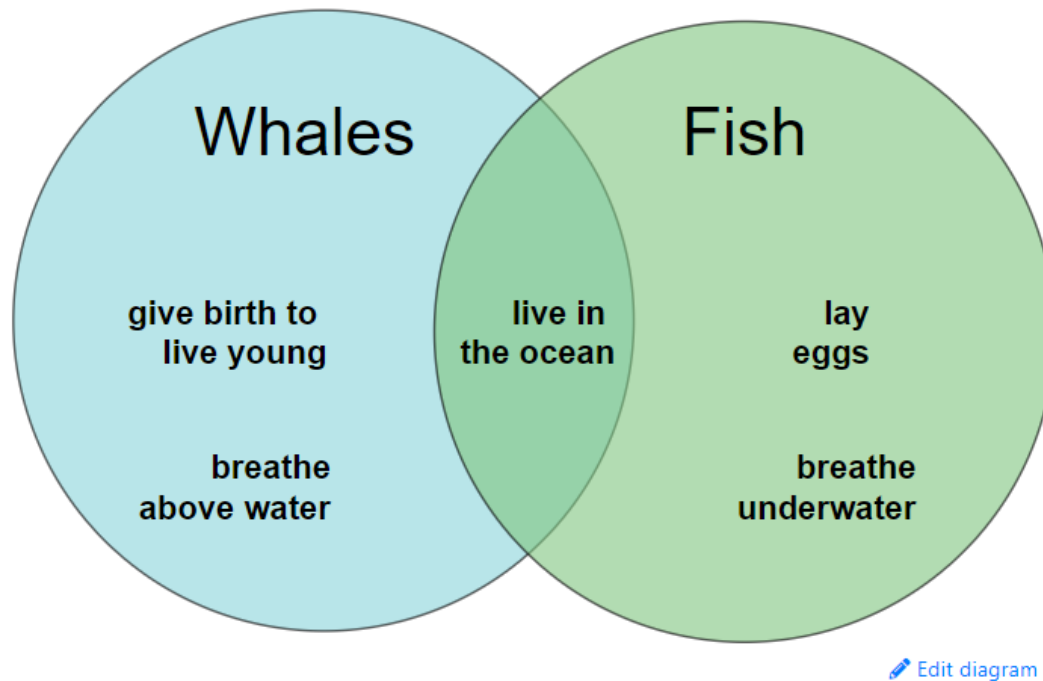 Whales
Fish
give birth to
live young
live in
the ocean
lay
eggs
breathe
above water
breathe
underwater
Edit diagram